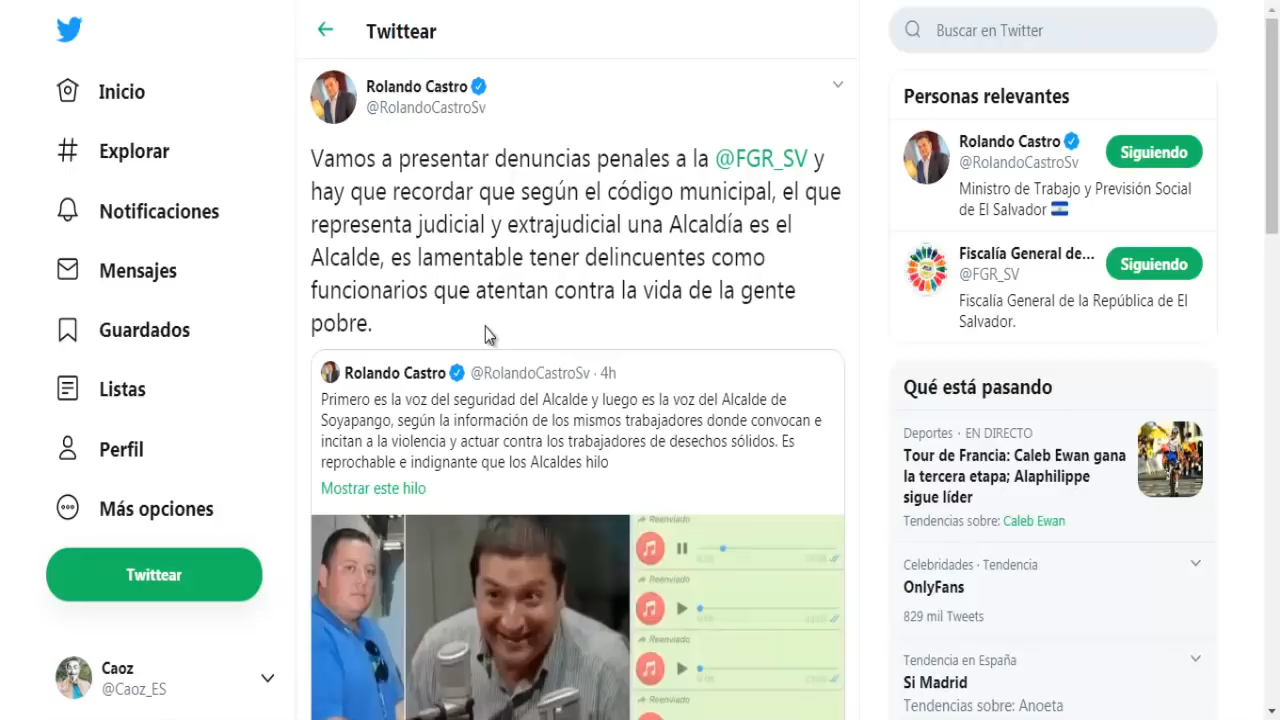 Inicio
Explorar
Notificaciones
Mensajes
Guardados
Listas
Perfil
Más opciones
Twittear
Caoz
@Caoz_ES
Twittear
Rolando Castro
@RolandoCastroSv
Vamos a presentar denuncias penales a la @FGR_SV y
hay que recordar que según el código municipal, el que
representa judicial y extrajudicial una Alcaldía es el
Alcalde, es lamentable tener delincuentes como
funcionarios que atentan contra la vida de la gente
pobre.
Rolando Castro @RolandoCastroSv · 4h
Primero es la voz del seguridad del Alcalde y luego es la voz del Alcalde de
Soyapango, según la información de los mismos trabajadores donde convocan e
incitan a la violencia y actuar contra los trabajadores de desechos sólidos. Es
reprochable e indignante que los Alcaldes hilo
Mostrar este hilo
Reenviado
Reenviado
Reenviado
Reenviado
Buscar en Twitter
Personas relevantes
Rolando Castro
@RolandoCastroSv
Siguiendo
Ministro de Trabajo y Previsión Social
de El Salvador
Fiscalía General de...
@FGR_SV
Siguiendo
Fiscalía General de la República de El
Salvador.
Qué está pasando
Deportes · EN DIRECTO
Tour de Francia: Caleb Ewan gana
la tercera etapa; Alaphilippe
sigue líder
Tendencias sobre: Caleb Ewan
Celebridades · Tendencia
OnlyFans
829 mil Tweets
Tendencia en España
Si Madrid
Tendencias sobre: Anoeta